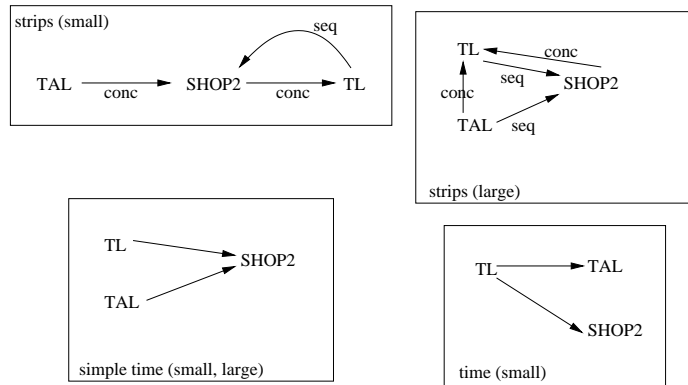 strips (small)
seq
TAL
SHOP2
TL
conc
conc
TL
conc
seq
SHOP2
conc
TAL
seq
strips (large)
TL
SHOP2
TAL
simple time (small, large)
TL
TAL
SHOP2
time (small)